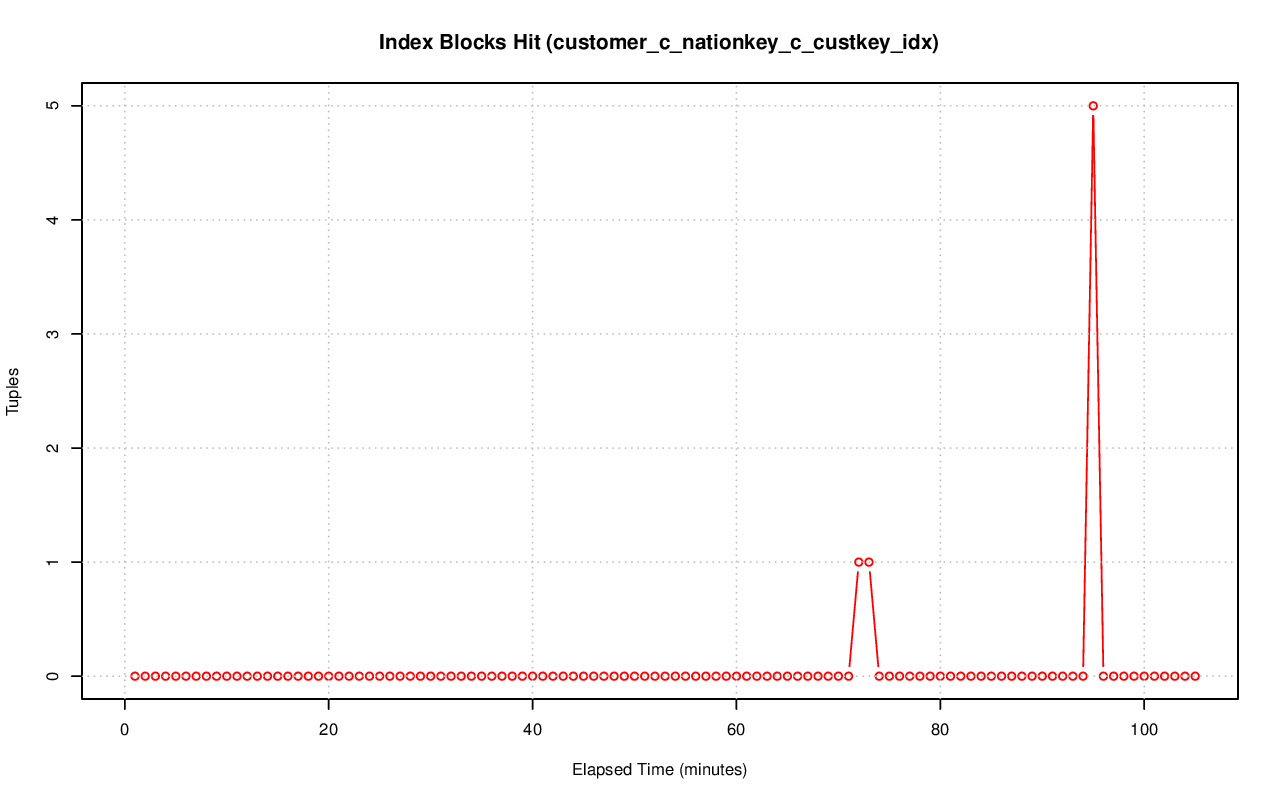 Index Blocks Hit (customer_c_nationkey_c_custkey_idx)
5
4
3
2
1
0
Tuples
0 20 40 60 80 100
Elapsed Time (minutes)